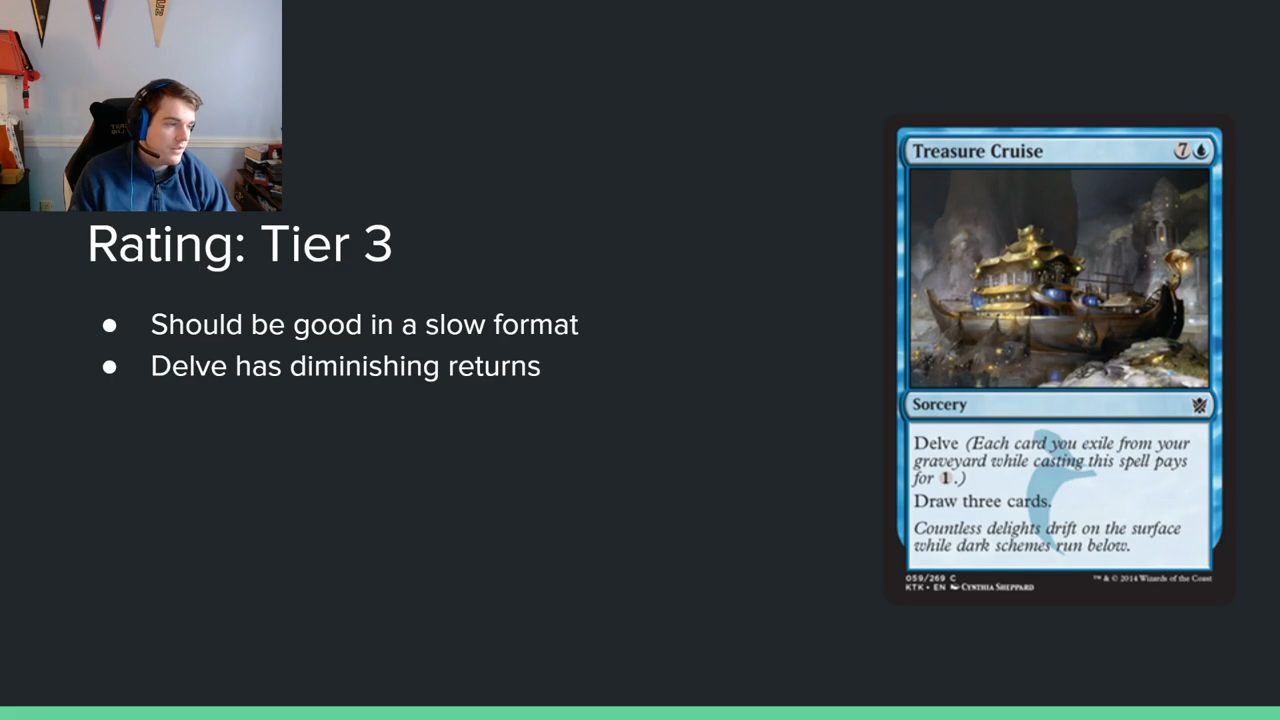 Rating: Tier 3
● Should be good in a slow format
● Delve has diminishing returns
Treasure Cruise 7
Sorcery
Delve (Each card you exile from your
graveyard while casting this spell pays
for 1.)
Draw three cards.
Countless delights drift on the surface
while dark schemes run below.
059/269 C
KTK • EN Cynthia Sheppard
™ & © 2014 Wizards of the Coast